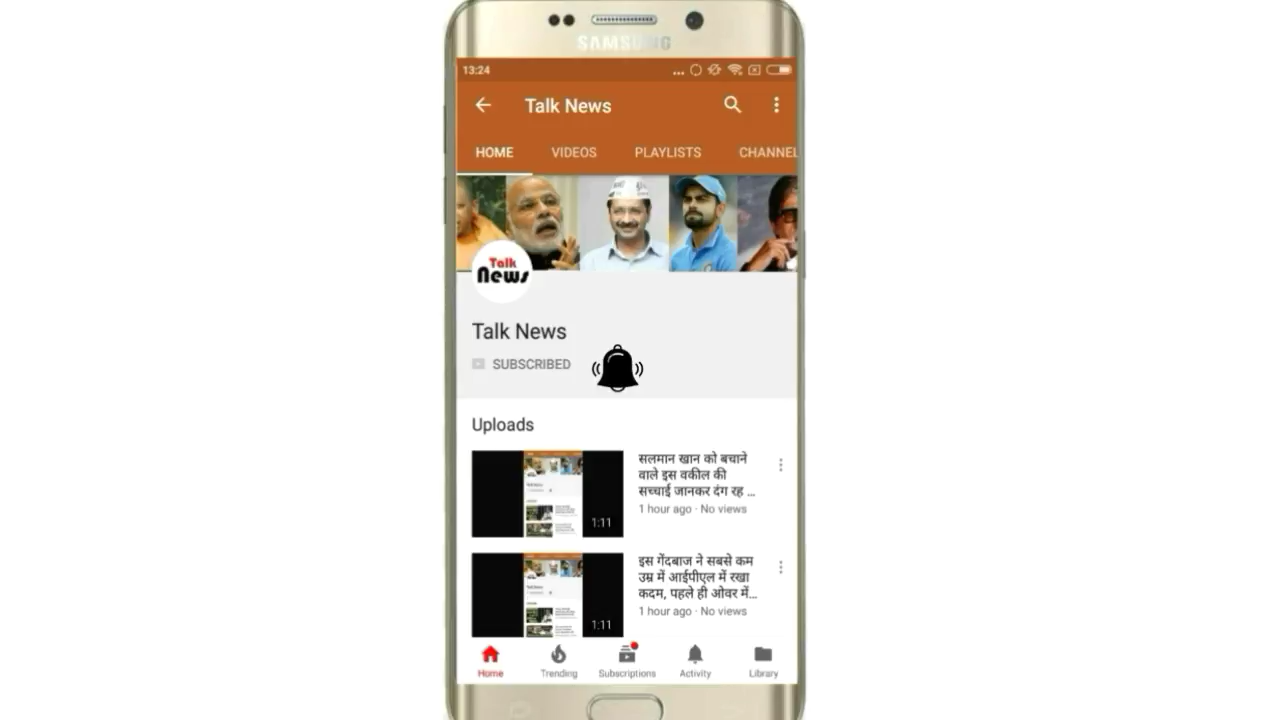 SAMSUNG
13:24
Talk News
HOME VIDEOS PLAYLISTS CHANNEL
Talk
News
Talk News
SUBSCRIBED
Uploads
सलमान खान को बचाने
वाले इस वकील की
सच्चाई जानकर दंग रह ...
1 hour ago · No views
1:11
इस गेंदबाज ने सबसे कम
उम्र में आईपीएल में रखा
कदम, पहले ही ओवर में...
1 hour ago · No views
1:11
Home Trending Subscriptions Activity Library